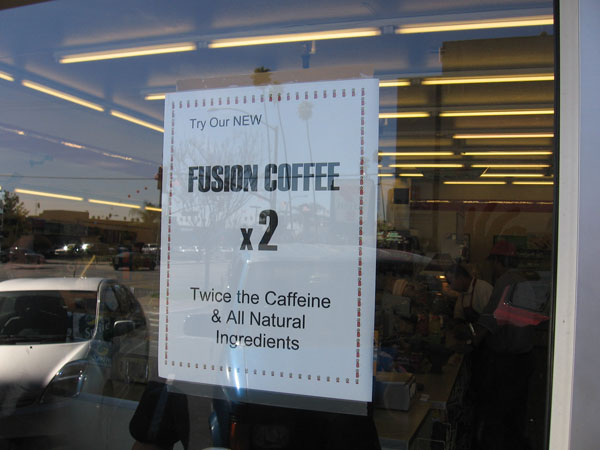 Try Our NEW
FUSION COFFEE
x2
Twice the Caffeine
& All Natural
Ingredients